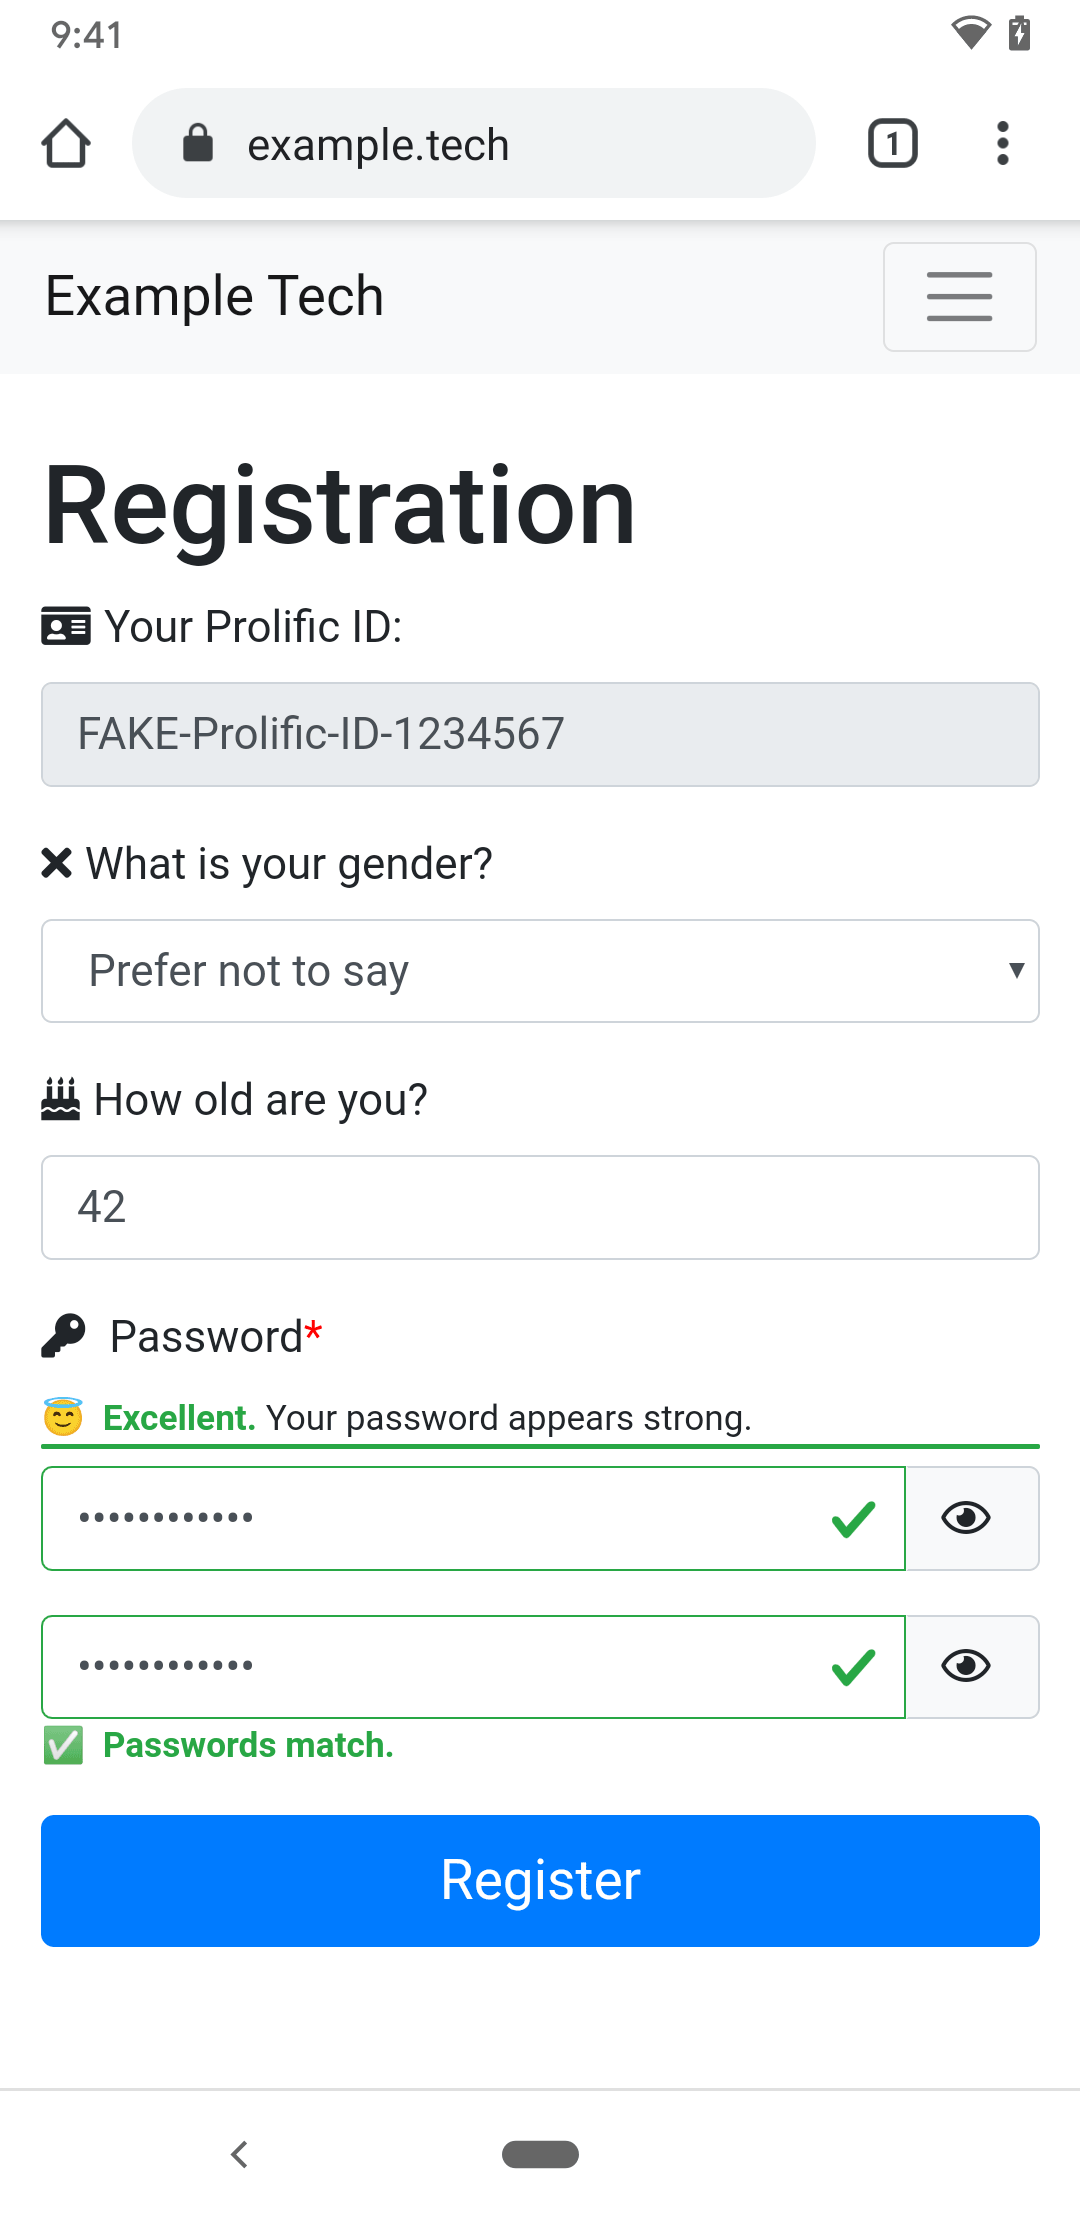 9:41
example.tech
1
Example Tech
Registration
Your Prolific ID:
FAKE-Prolific-ID-1234567
What is your gender?
Prefer not to say
How old are you?
42
Password*
Excellent. Your password appears strong.
••••••••••••
••••••••••••
Passwords match.
Register